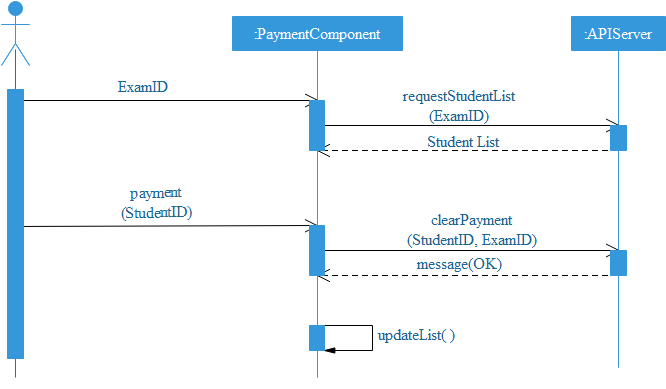 :PaymentComponent
:APIServer
ExamID
requestStudentList
(ExamID)
Student List
payment
(StudentID)
clearPayment
(StudentID, ExamID)
message(OK)
updateList( )